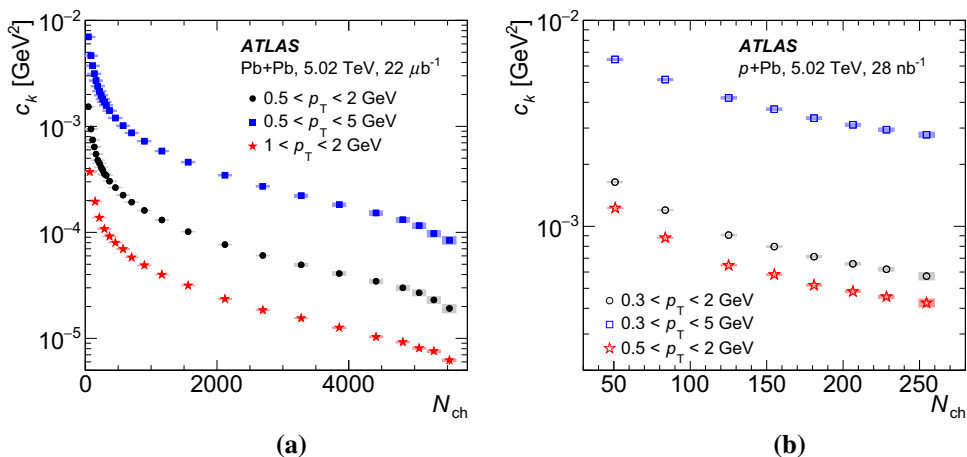 10⁻²
10⁻³
10⁻⁴
10⁻⁵
c_k [GeV²]
ATLAS
Pb+Pb, 5.02 TeV, 22 μb⁻¹
0.5 < p_T < 2 GeV
0.5 < p_T < 5 GeV
1 < p_T < 2 GeV
0 2000 4000
N_ch
(a)
10⁻²
10⁻³
c_k [GeV²]
ATLAS
p+Pb, 5.02 TeV, 28 nb⁻¹
0.3 < p_T < 2 GeV
0.3 < p_T < 5 GeV
0.5 < p_T < 2 GeV
50 100 150 200 250
N_ch
(b)